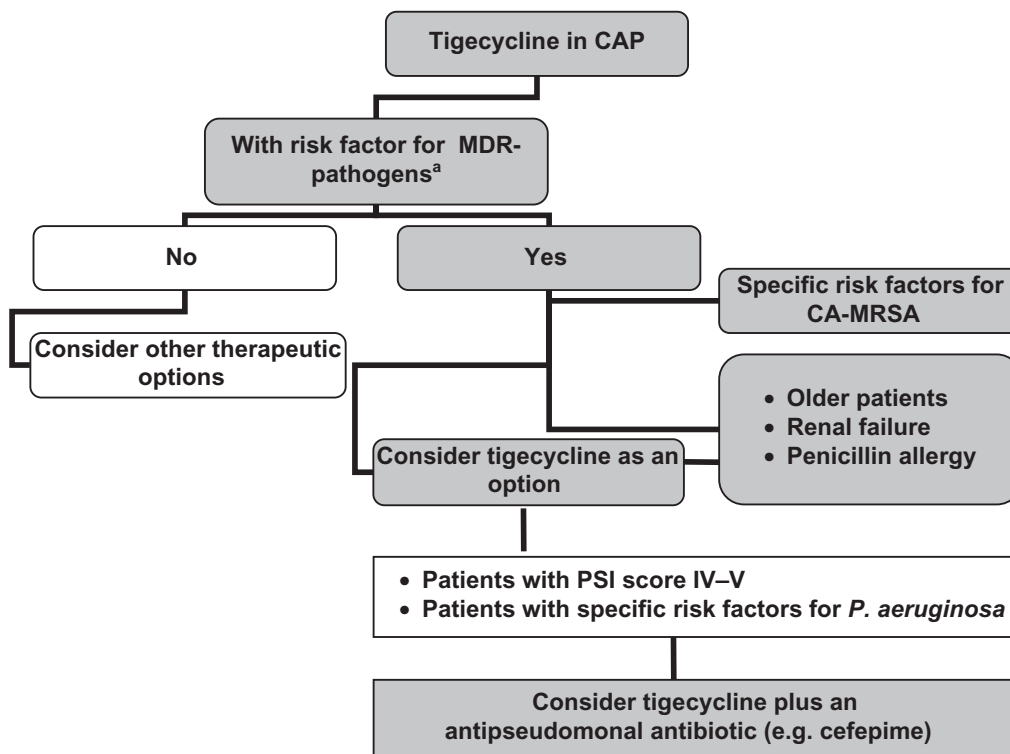 Tigecycline in CAP
With risk factor for MDR-
pathogensᵃ
No
Yes
Specific risk factors for
CA-MRSA
Consider other therapeutic
options
• Older patients
• Renal failure
• Penicillin allergy
Consider tigecycline as an
option
• Patients with PSI score IV–V
• Patients with specific risk factors for P. aeruginosa
Consider tigecycline plus an
antipseudomonal antibiotic (e.g. cefepime)